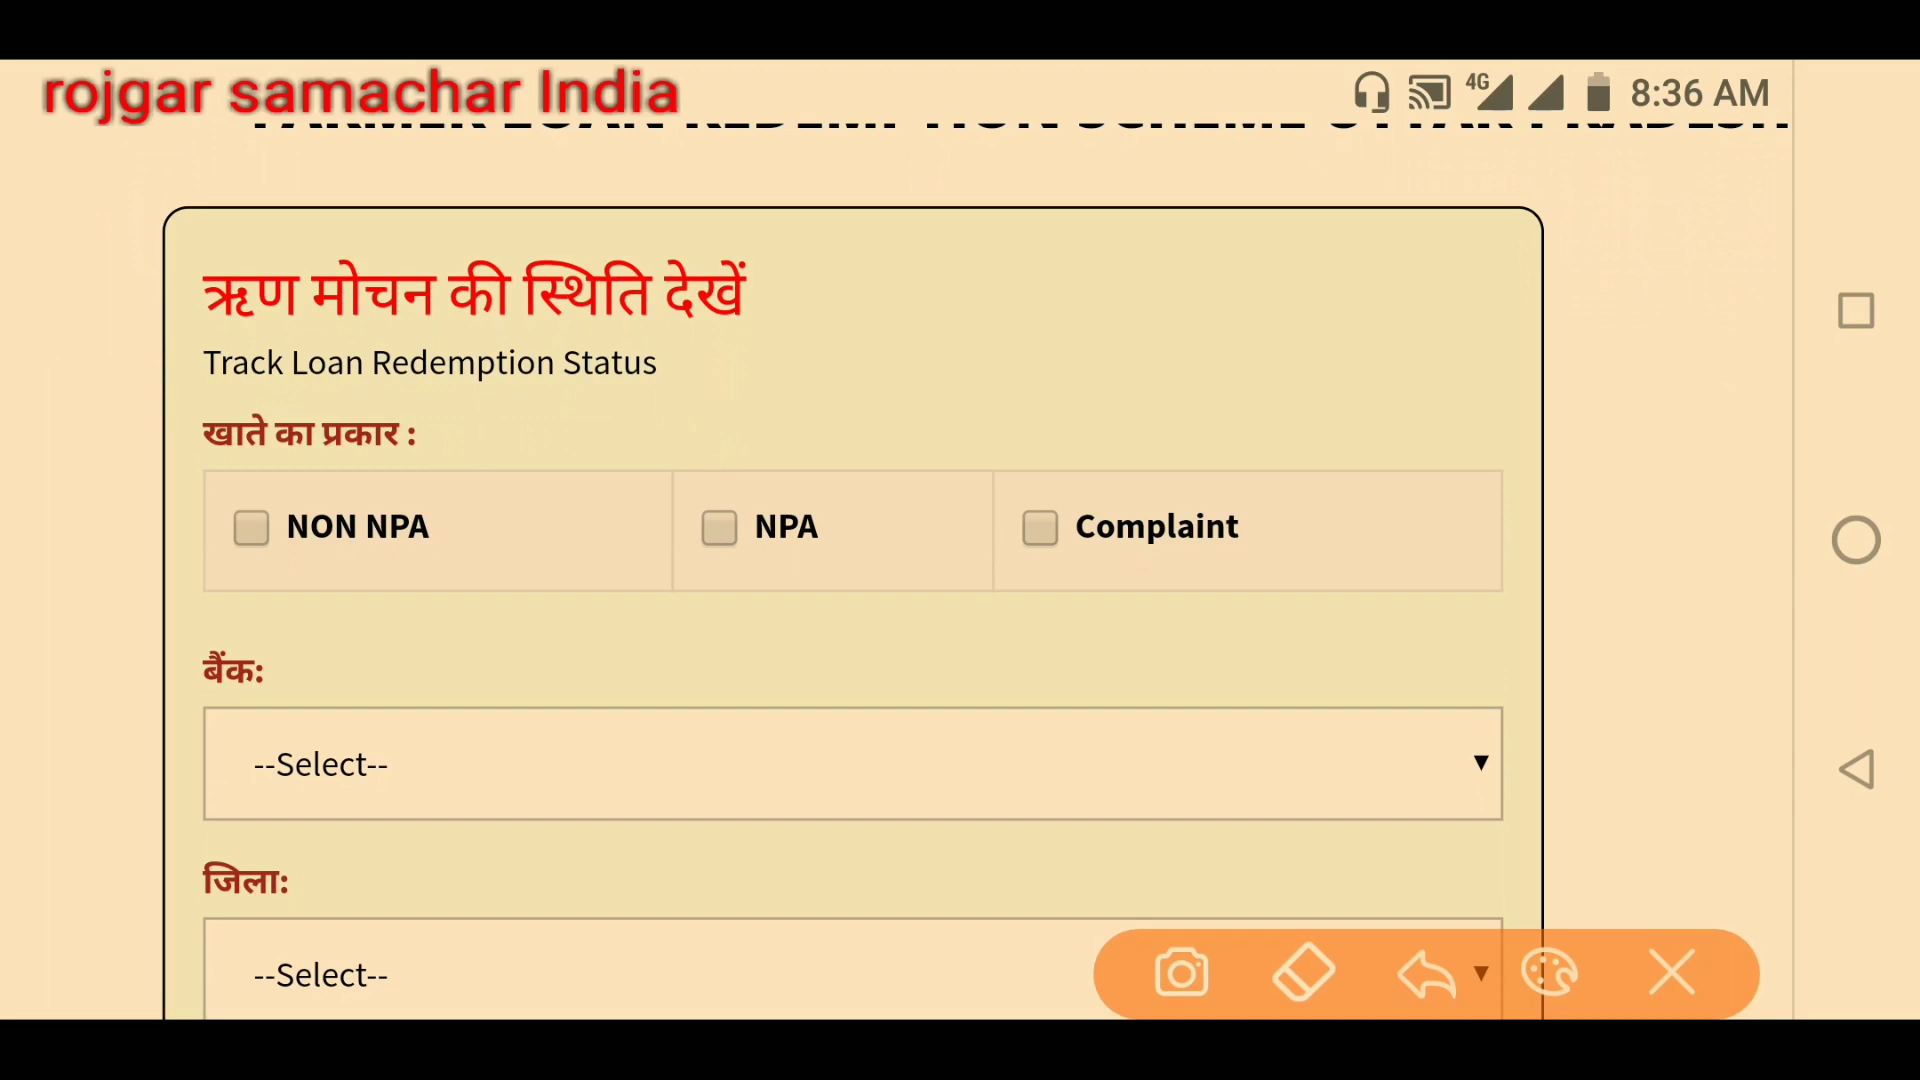 rojgar samachar India
4G 8:36 AM
ऋण मोचन की स्थिति देखें
Track Loan Redemption Status
खाते का प्रकार :
NON NPA
NPA
Complaint
बैंक:
--Select--
जिला:
--Select--